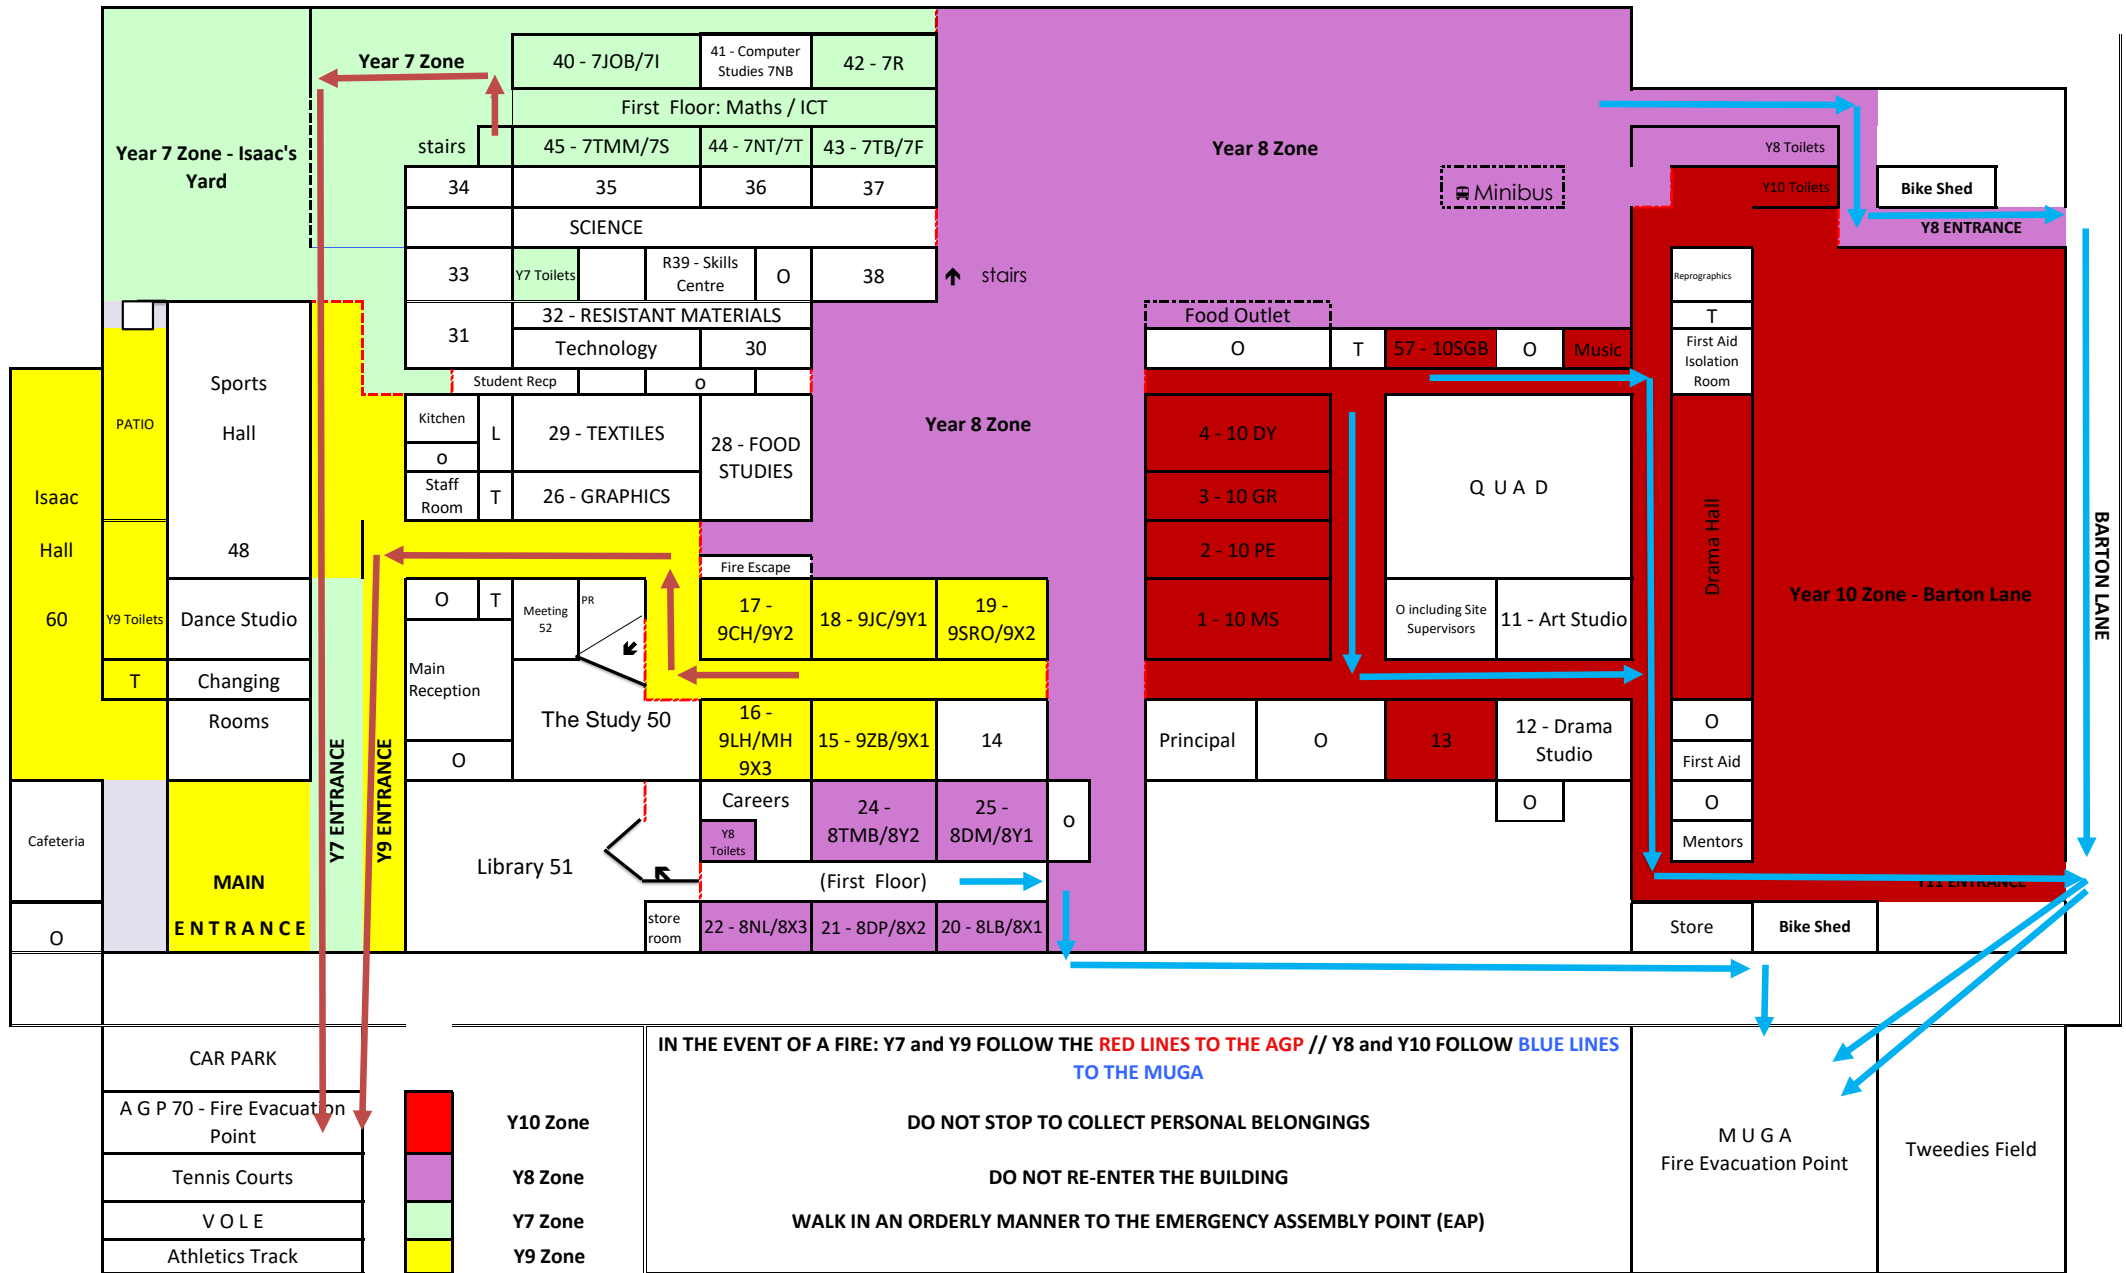 Year 7 Zone
40 - 7JOB/7I
41 - Computer
Studies 7NB
42 - 7R
First Floor: Maths / ICT
Year 7 Zone - Isaac's
Yard
stairs
45 - 7TMM/7S
44 - 7NT/7T
43 - 7TB/7F
Year 8 Zone
Y8 Toilets
34
35
36
37
Minibus
Y10 Toilets
Bike Shed
SCIENCE
Y8 ENTRANCE
33
Y7 Toilets
R39 - Skills
Centre
O
38
stairs
Reprographics
31
32 - RESISTANT MATERIALS
Food Outlet
T
Technology
30
O
T
57 - 10SGB
O
Music
First Aid
Isolation
Room
Student Recp
o
Sports
Hall
48
PATIO
Kitchen
L
29 - TEXTILES
28 - FOOD
STUDIES
Year 8 Zone
4 - 10 DY
Q U A D
o
Staff
Room
T
26 - GRAPHICS
3 - 10 GR
Isaac
Hall
60
2 - 10 PE
Drama Hall
BARTON LANE
Fire Escape
Y9 Toilets
Dance Studio
O
T
Meeting
52
PR
17 -
9CH/9Y2
18 - 9JC/9Y1
19 -
9SRO/9X2
1 - 10 MS
O including Site
Supervisors
11 - Art Studio
Year 10 Zone - Barton Lane
Main
Reception
T
Changing
Rooms
The Study 50
16 -
9LH/MH
9X3
15 - 9ZB/9X1
14
Principal
O
13
12 - Drama
Studio
O
O
First Aid
Y7 ENTRANCE
Y9 ENTRANCE
Cafeteria
Careers
Y8
Toilets
24 -
8TMB/8Y2
25 -
8DM/8Y1
o
O
O
Mentors
Library 51
MAIN
ENTRANCE
(First Floor)
Y11 ENTRANCE
O
store
room
22 - 8NL/8X3
21 - 8DP/8X2
20 - 8LB/8X1
Store
Bike Shed
CAR PARK
IN THE EVENT OF A FIRE: Y7 and Y9 FOLLOW THE RED LINES TO THE AGP // Y8 and Y10 FOLLOW BLUE LINES
TO THE MUGA
A G P 70 - Fire Evacuation
Point
Y10 Zone
DO NOT STOP TO COLLECT PERSONAL BELONGINGS
M U G A
Fire Evacuation Point
Tweedies Field
Tennis Courts
Y8 Zone
DO NOT RE-ENTER THE BUILDING
V O L E
Y7 Zone
WALK IN AN ORDERLY MANNER TO THE EMERGENCY ASSEMBLY POINT (EAP)
Athletics Track
Y9 Zone